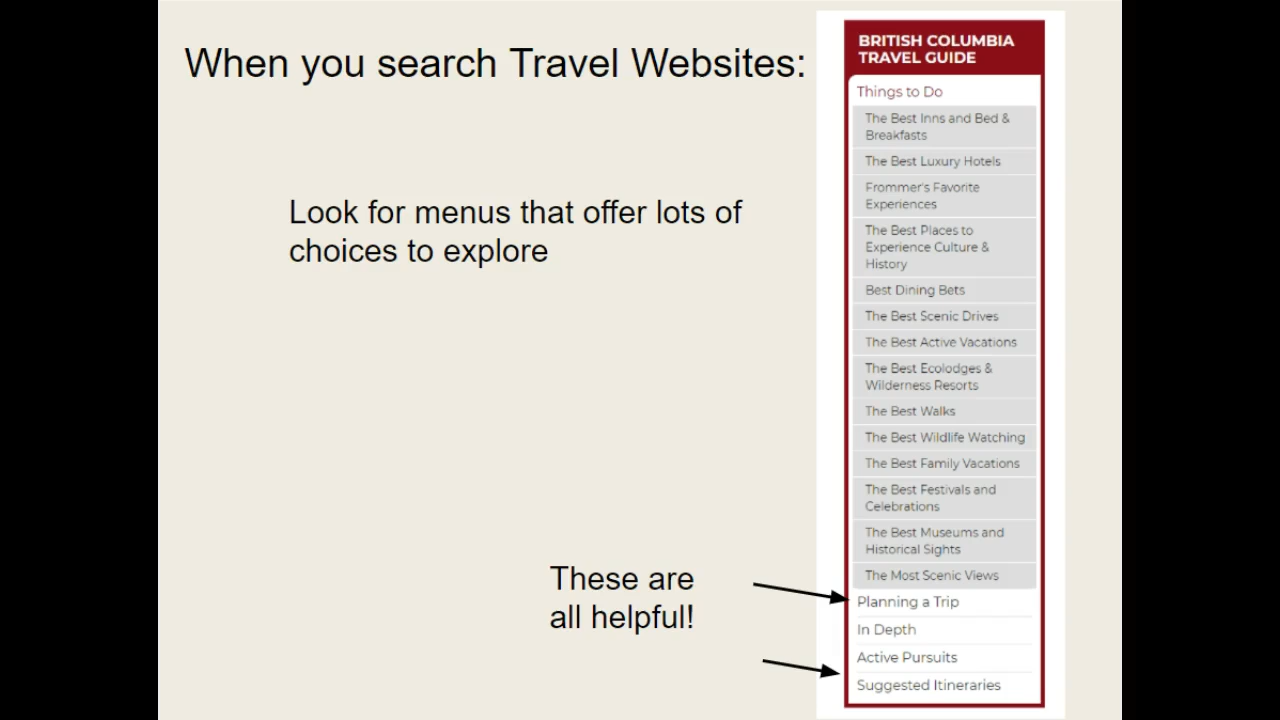 When you search Travel Websites:
Look for menus that offer lots of
choices to explore
These are
all helpful!
BRITISH COLUMBIA
TRAVEL GUIDE
Things to Do
The Best Inns and Bed &
Breakfasts
The Best Luxury Hotels
Frommer's Favorite
Experiences
The Best Places to
Experience Culture &
History
Best Dining Bets
The Best Scenic Drives
The Best Active Vacations
The Best Ecolodges &
Wilderness Resorts
The Best Walks
The Best Wildlife Watching
The Best Family Vacations
The Best Festivals and
Celebrations
The Best Museums and
Historical Sights
The Most Scenic Views
Planning a Trip
In Depth
Active Pursuits
Suggested Itineraries